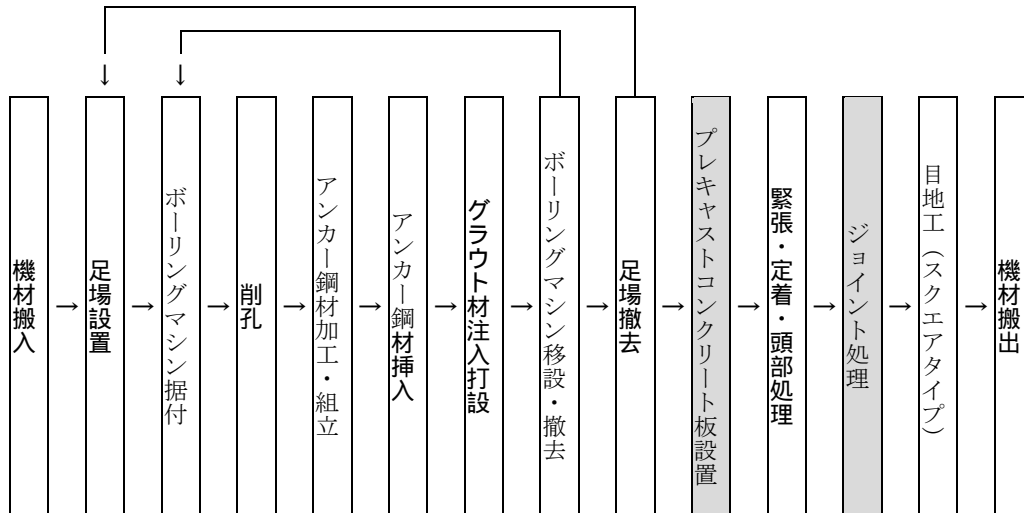 機材搬入
足場設置
ボーリングマシン据付
削孔
アンカー鋼材加工・組立
アンカー鋼材挿入
グラウト材注入打設
ボーリングマシン移設・撤去
足場撤去
プレキャストコンクリート板設置
緊張・定着・頭部処理
ジョイント処理
目地工（スクエアタイプ）
機材搬出